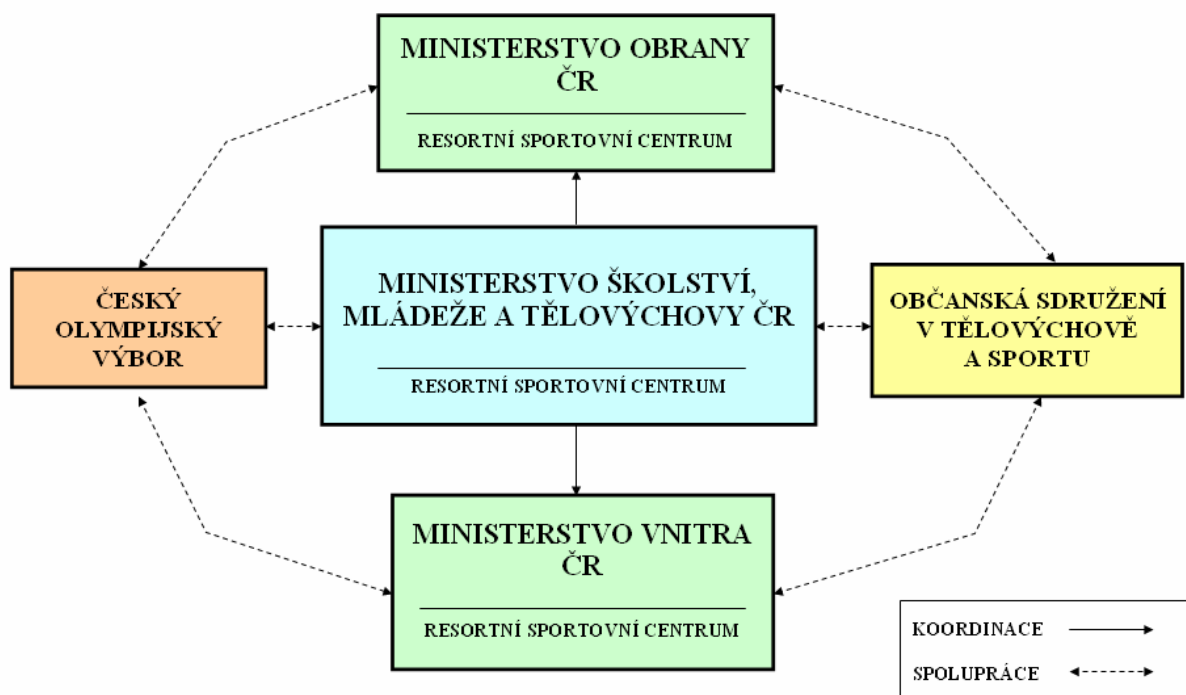 MINISTERSTVO OBRANY
ČR
RESORTNÍ SPORTOVNÍ CENTRUM
ČESKÝ
OLYMPIJSKÝ
VÝBOR
MINISTERSTVO ŠKOLSTVÍ,
MLÁDEŽE A TĚLOVÝCHOVY ČR
RESORTNÍ SPORTOVNÍ CENTRUM
OBČANSKÁ SDRUŽENÍ
V TĚLOVÝCHOVĚ
A SPORTU
MINISTERSTVO VNITRA
ČR
RESORTNÍ SPORTOVNÍ CENTRUM
KOORDINACE
SPOLUPRÁCE